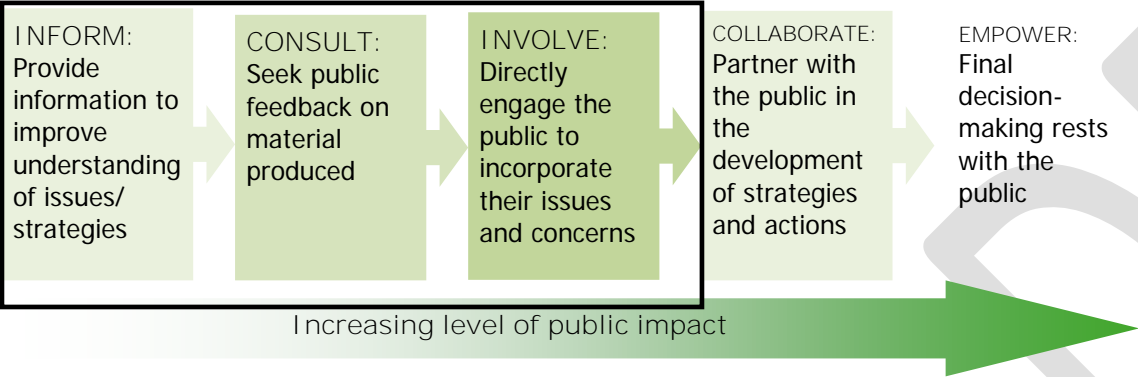 INFORM:
Provide
information to
improve
understanding
of issues/
strategies
CONSULT:
Seek public
feedback on
material
produced
INVOLVE:
Directly
engage the
public to
incorporate
their issues
and concerns
COLLABORATE:
Partner with
the public in
the
development
of strategies
and actions
EMPOWER:
Final
decision-
making rests
with the
public
Increasing level of public impact